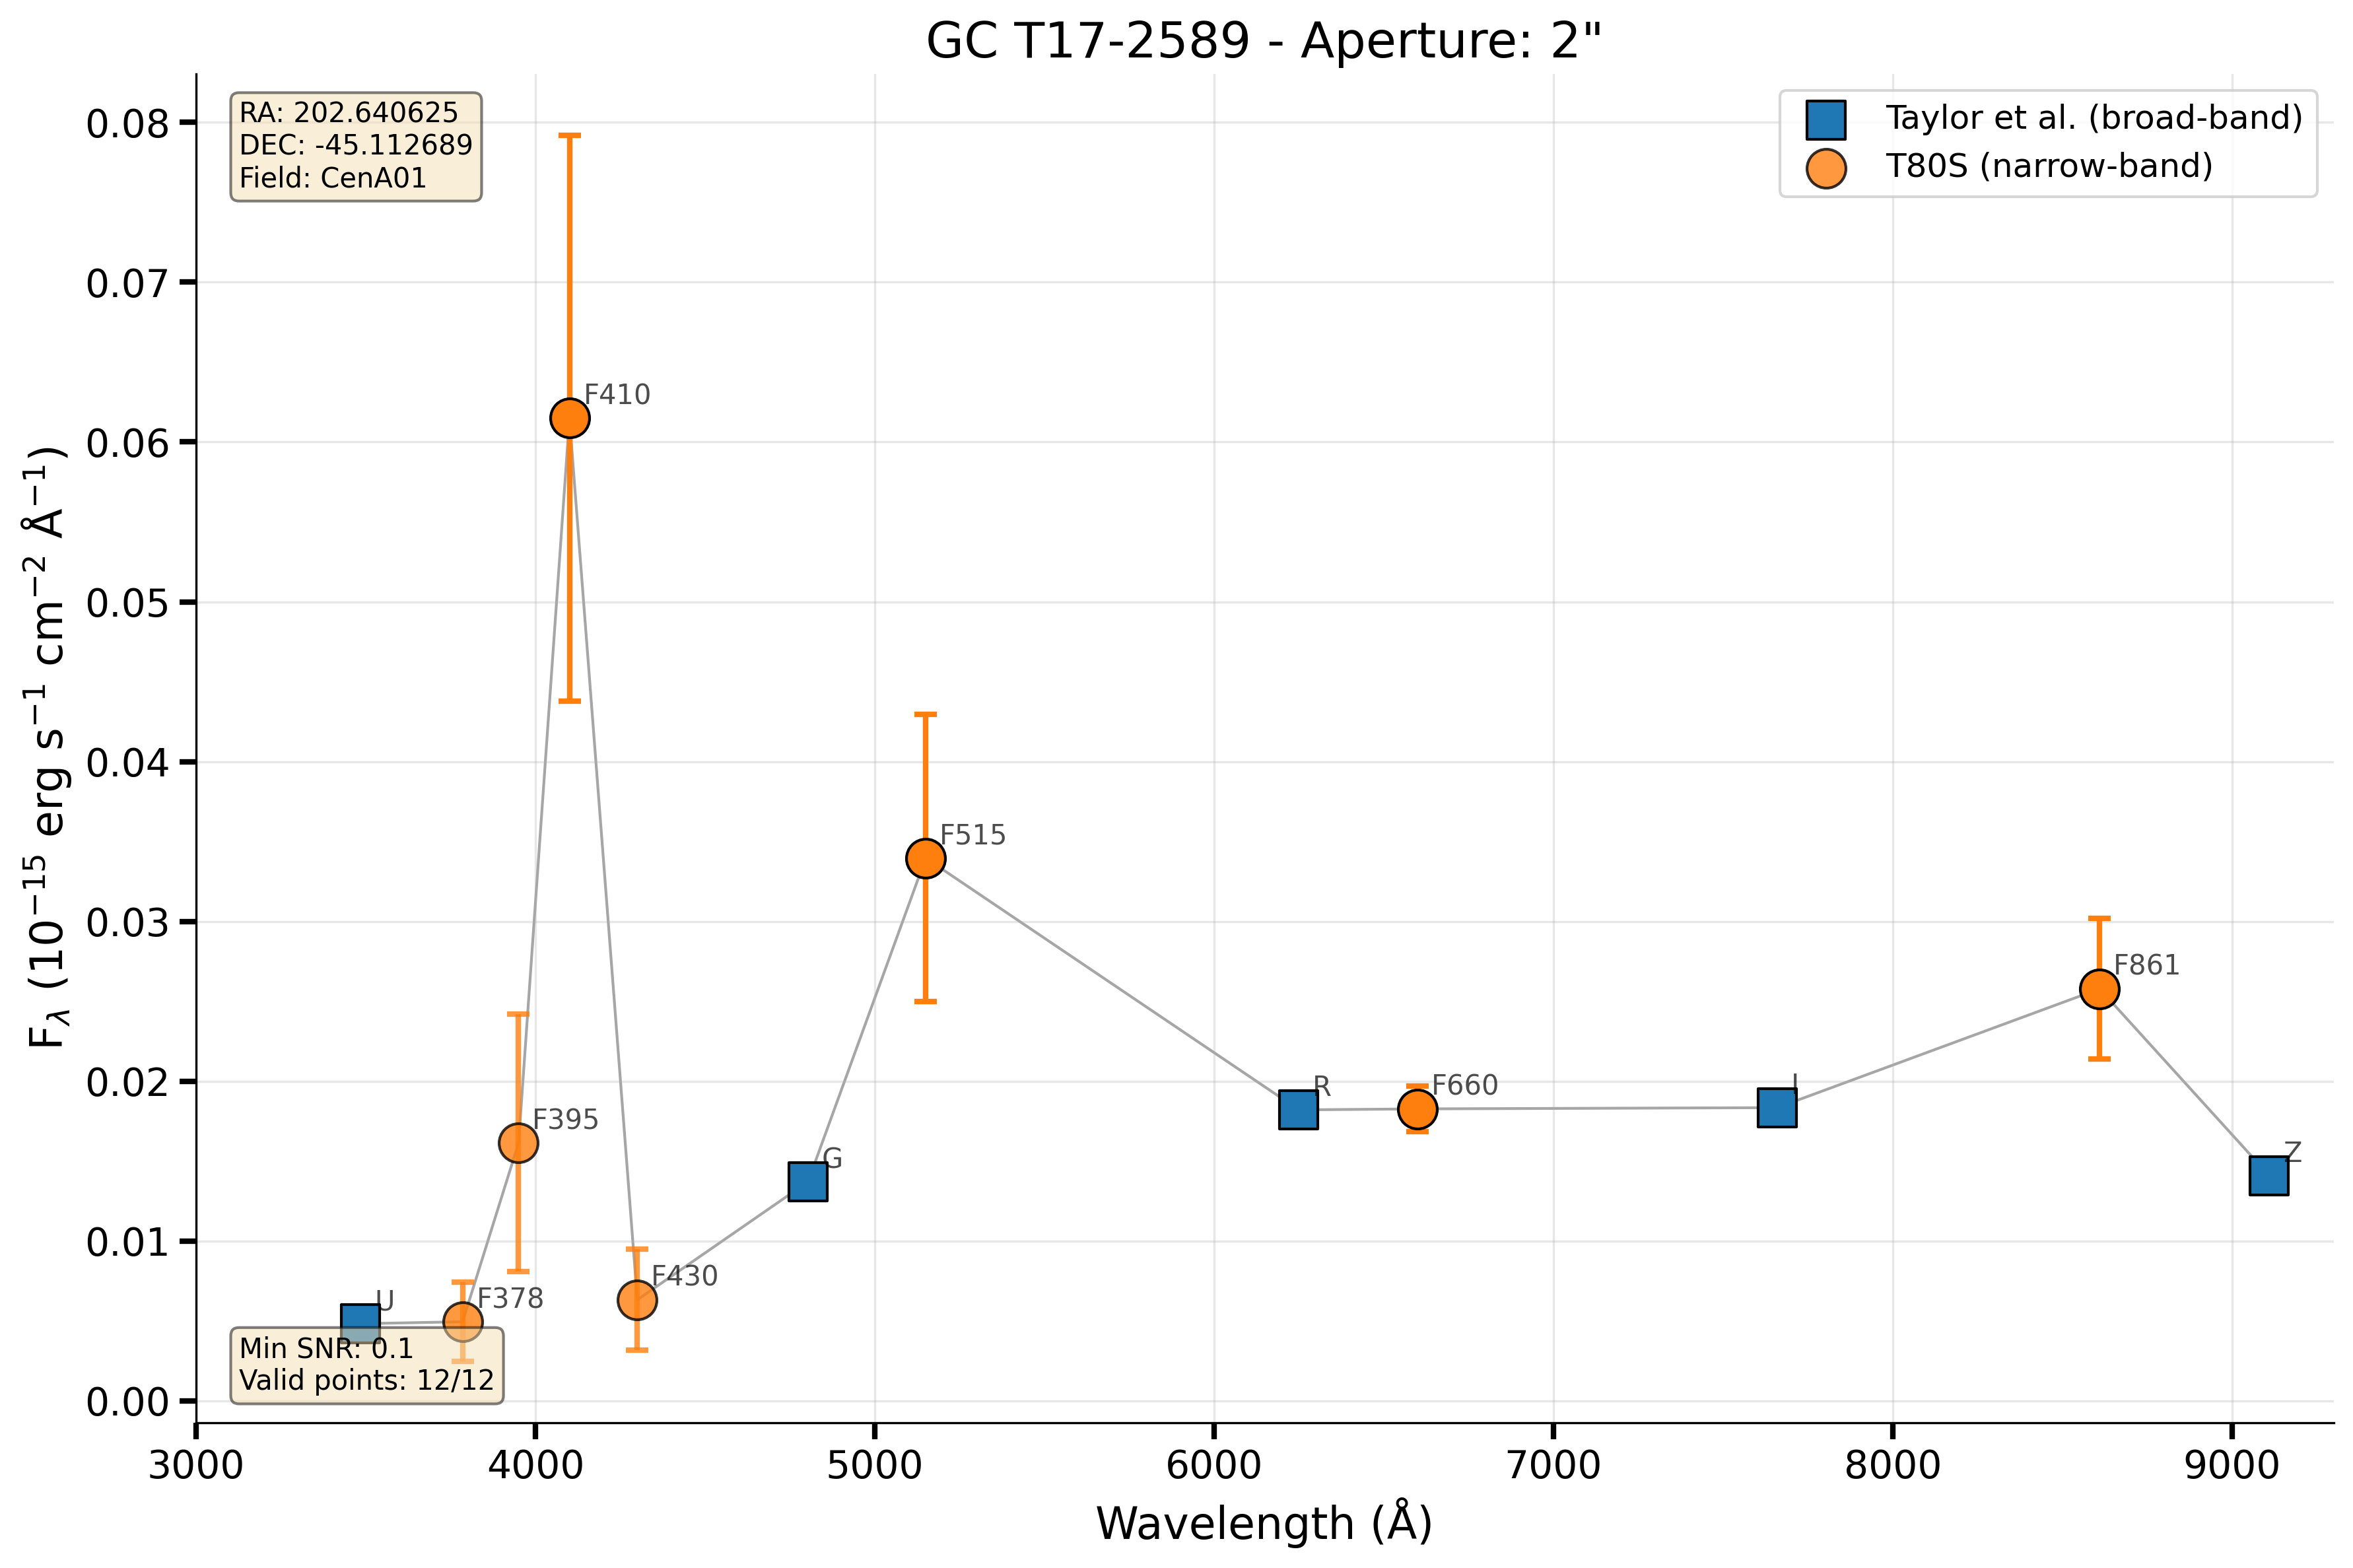 GC T17-2589 - Aperture: 2"
RA: 202.640625
DEC: -45.112689
Field: CenA01
Taylor et al. (broad-band)
T80S (narrow-band)
F410
F515
F861
F395
R
F660
I
G
Z
F430
U
F378
Min SNR: 0.1
Valid points: 12/12
0.08
0.07
0.06
0.05
0.04
0.03
0.02
0.01
0.00
Fλ (10⁻¹⁵ erg s⁻¹ cm⁻² Å⁻¹)
3000 4000 5000 6000 7000 8000 9000
Wavelength (Å)